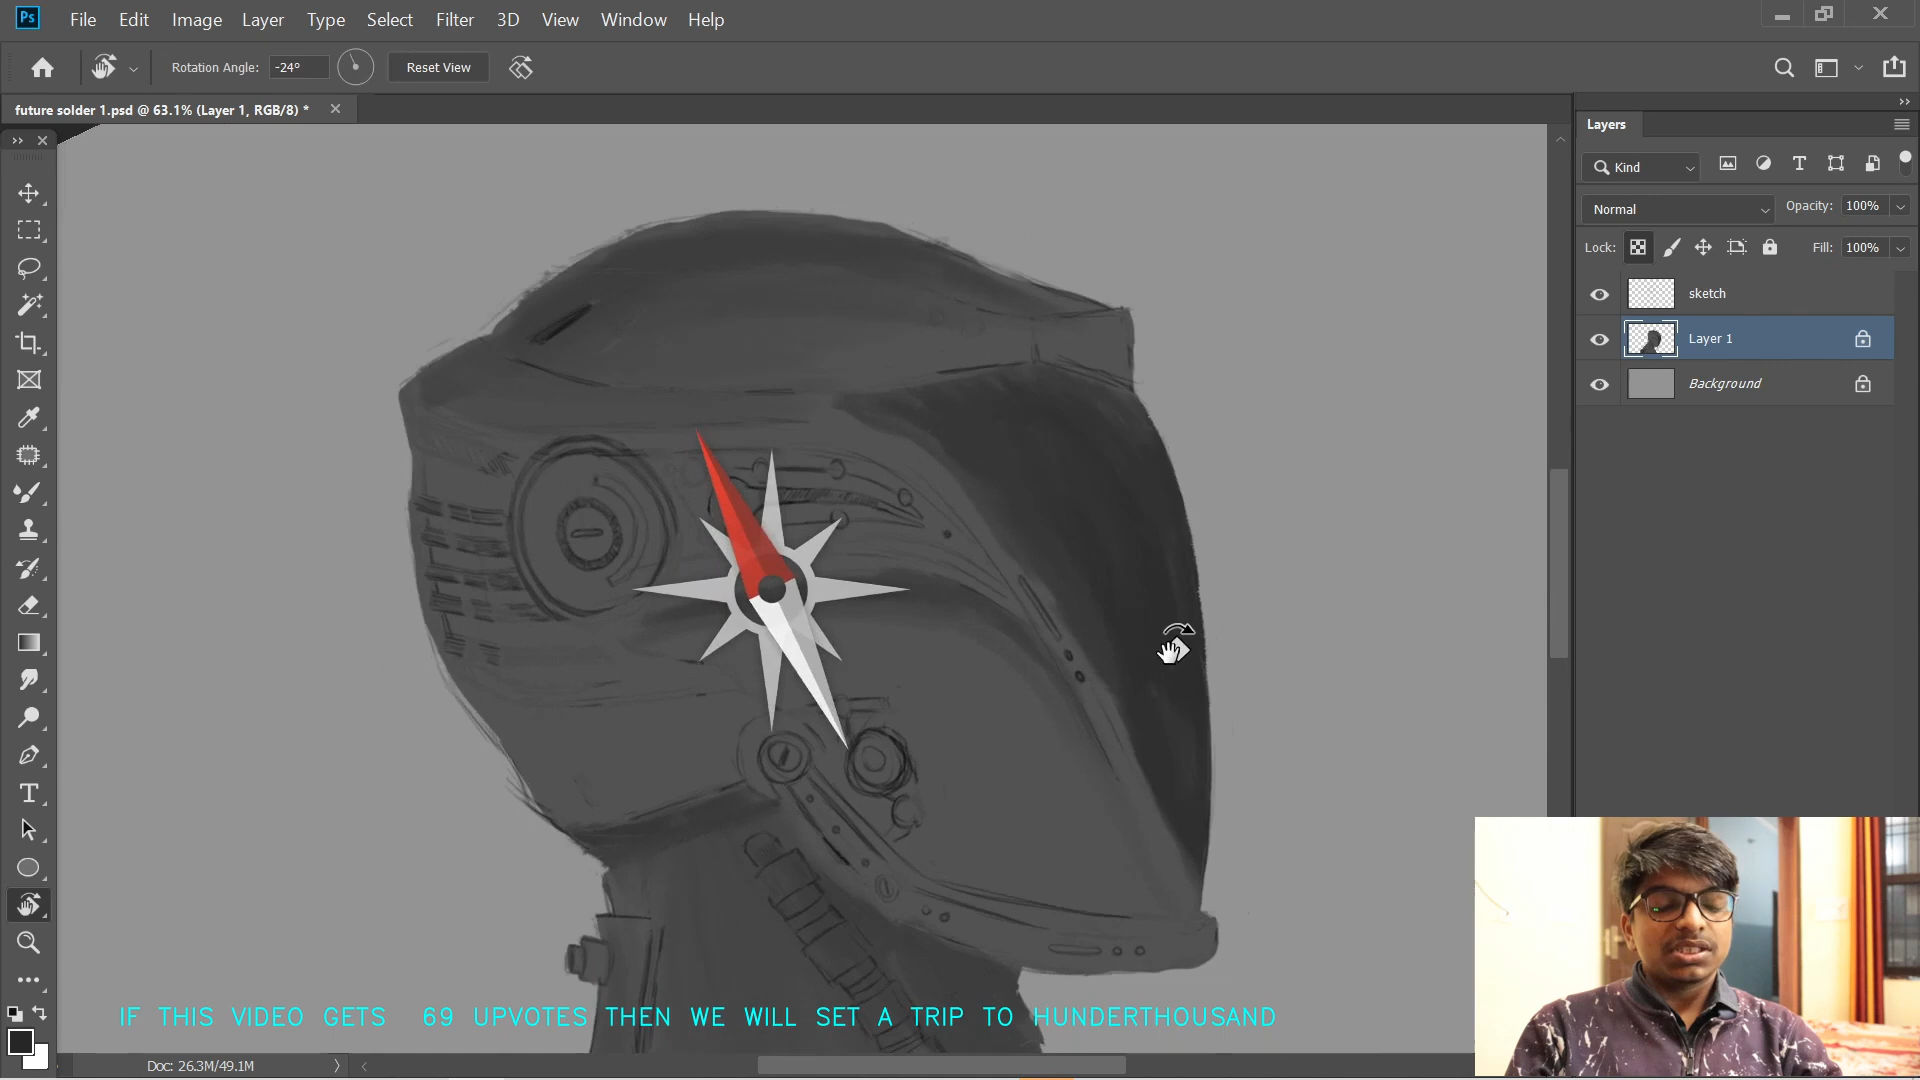 Ps File Edit Image Layer Type Select Filter 3D View Window Help
Rotation Angle: -24° Reset View
future solder 1.psd @ 63.1% (Layer 1, RGB/8) *
Layers
Kind
Normal Opacity: 100%
Lock: Fill: 100%
sketch
Layer 1
Background
IF THIS VIDEO GETS 69 UPVOTES THEN WE WILL SET A TRIP TO HUNDERTHOUSAND
Doc: 26.3M/49.1M